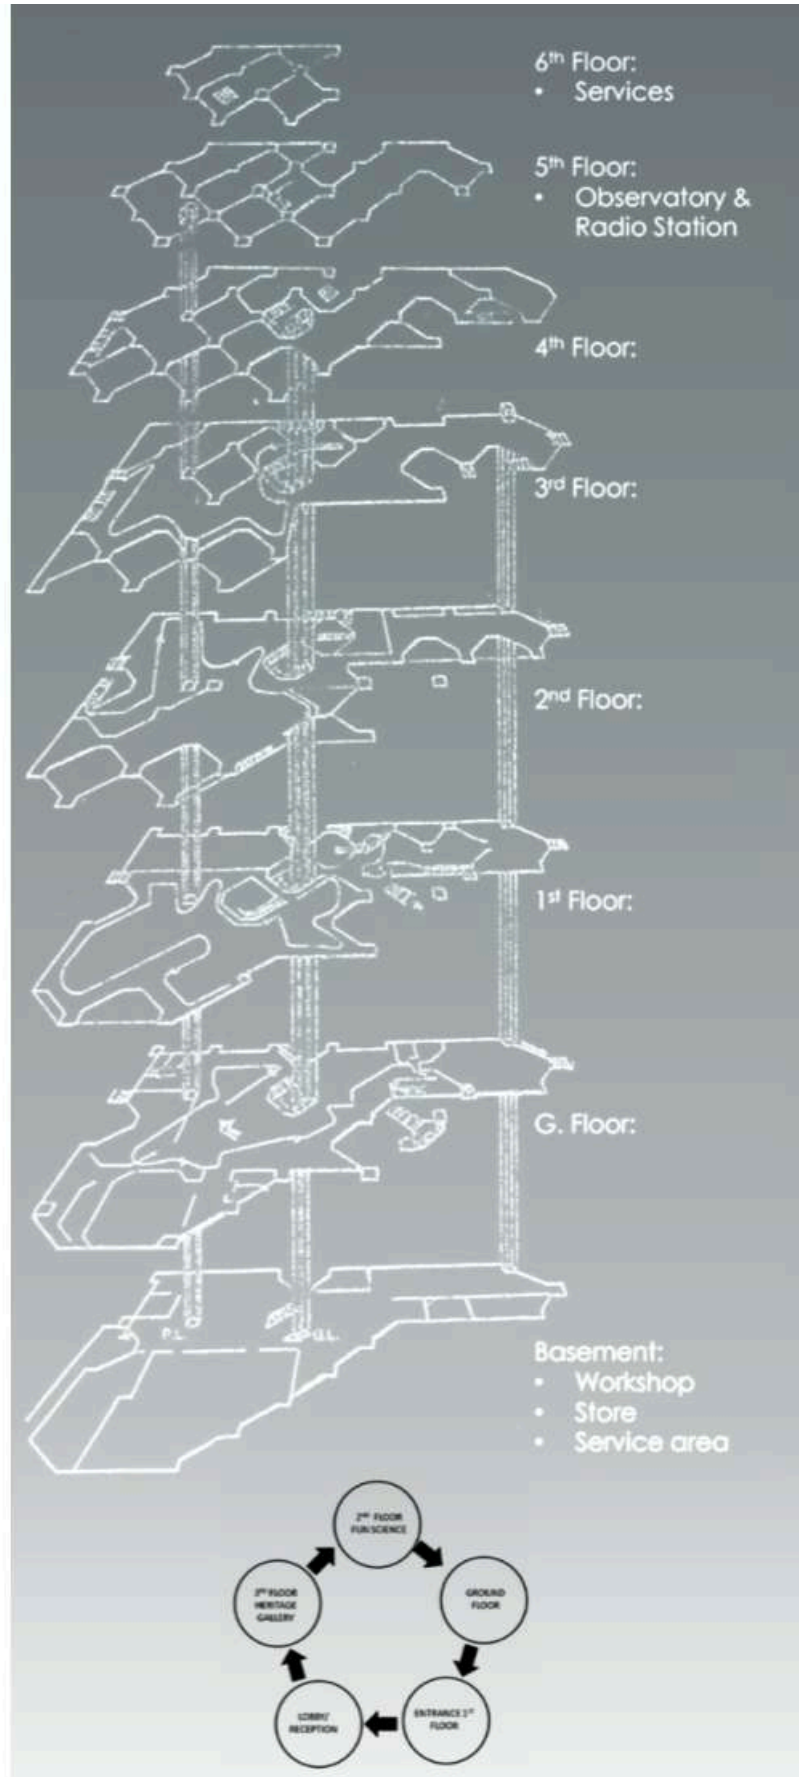 6th Floor:
• Services
5th Floor:
• Observatory &
Radio Station
4th Floor:
3rd Floor:
2nd Floor:
1st Floor:
G. Floor:
P.L.
G.L.
Basement:
• Workshop
• Store
• Service area
2ND FLOOR
FUN SCIENCE
GROUND
FLOOR
ENTRANCE 1ST
FLOOR
LOBBY/
RECEPTION
FLOOR
HERITAGE
GALLERY